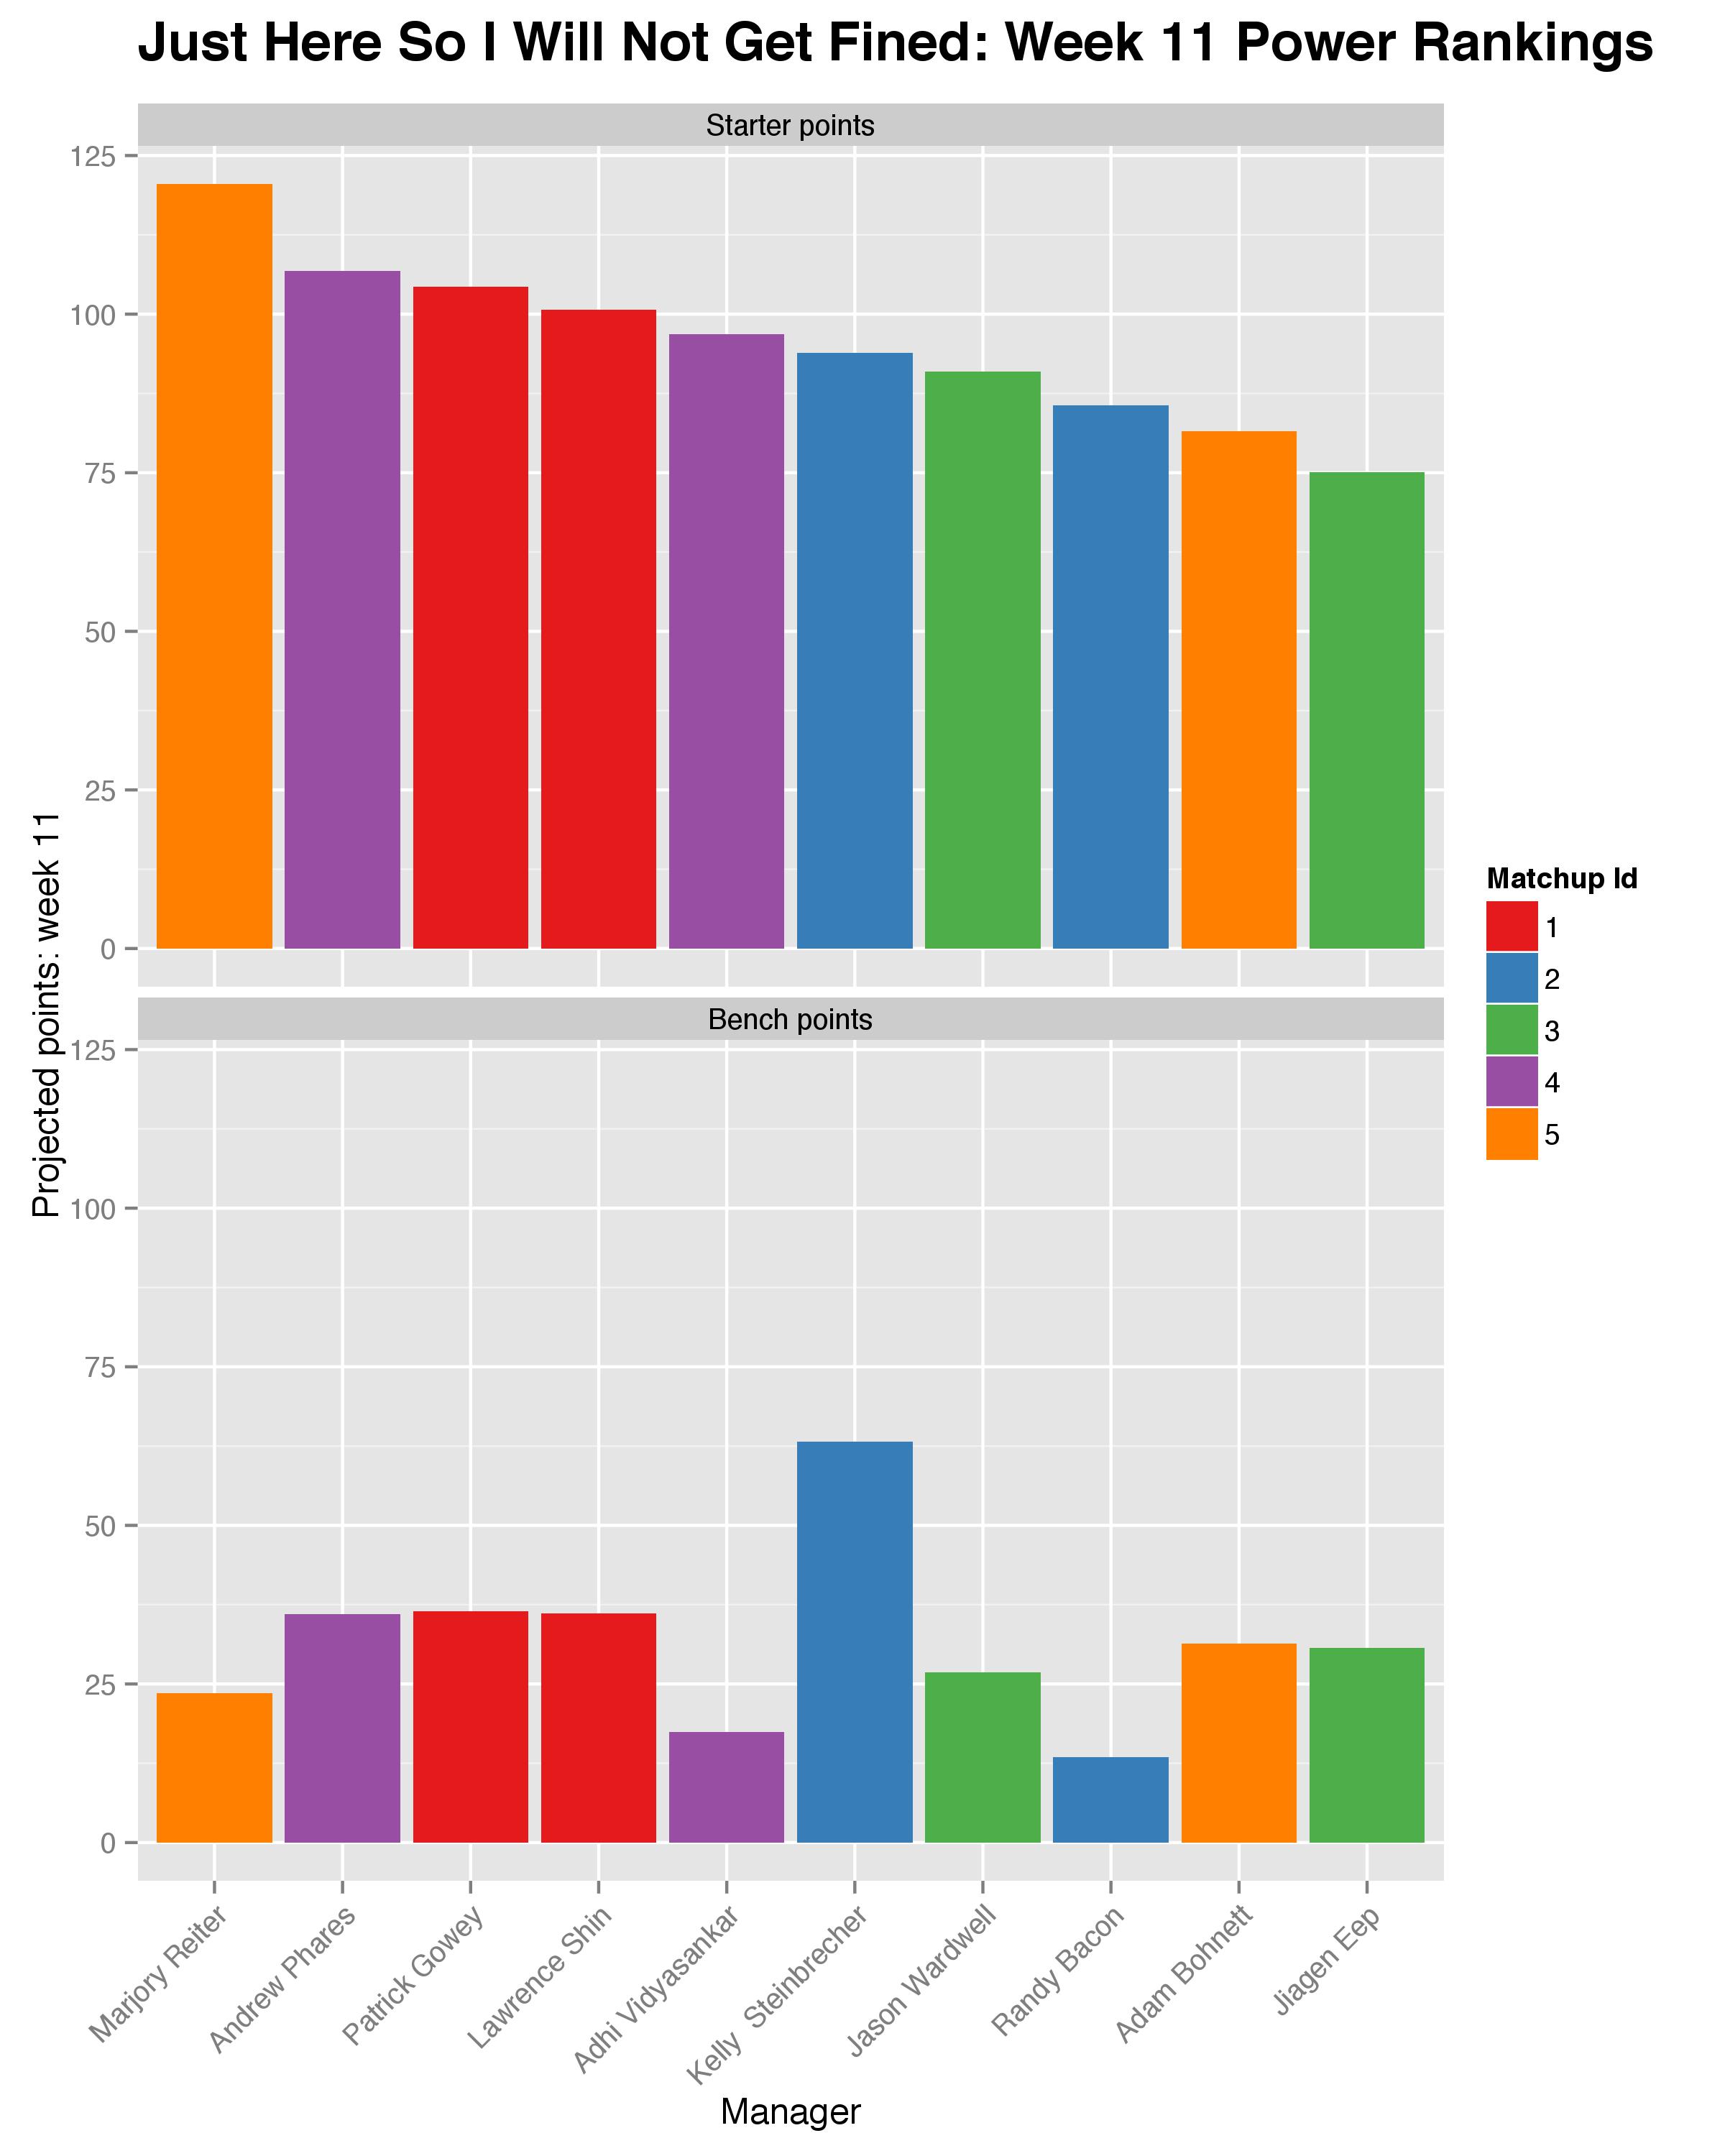 Just Here So I Will Not Get Fined: Week 11 Power Rankings
Starter points
125
100
75
50
25
0
Bench points
125
100
75
50
25
0
Projected points: week 11
Marjory Reiter
Andrew Phares
Patrick Gowey
Lawrence Shin
Adhi Vidyasankar
Kelly  Steinbrecher
Jason Wardwell
Randy Bacon
Adam Bohnett
Jiagen Eep
Manager
Matchup Id
1
2
3
4
5